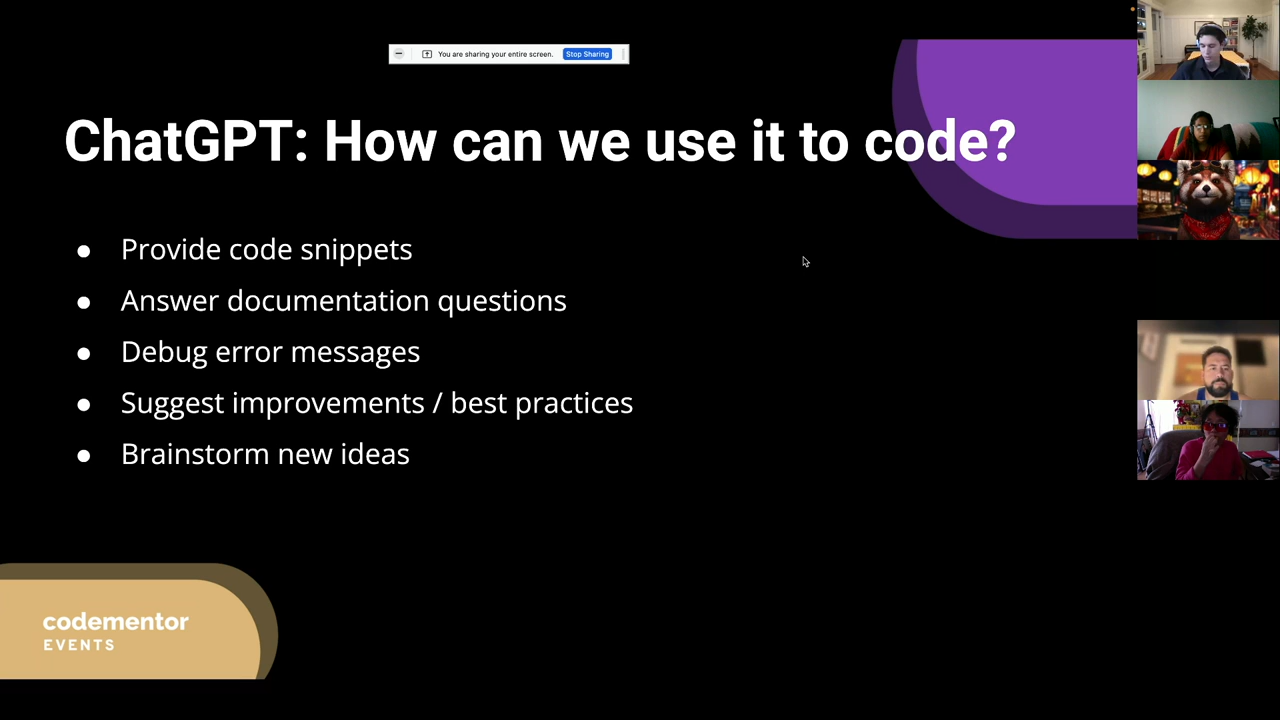 You are sharing your entire screen. Stop Sharing
ChatGPT: How can we use it to code?
● Provide code snippets
● Answer documentation questions
● Debug error messages
● Suggest improvements / best practices
● Brainstorm new ideas
codementor
EVENTS